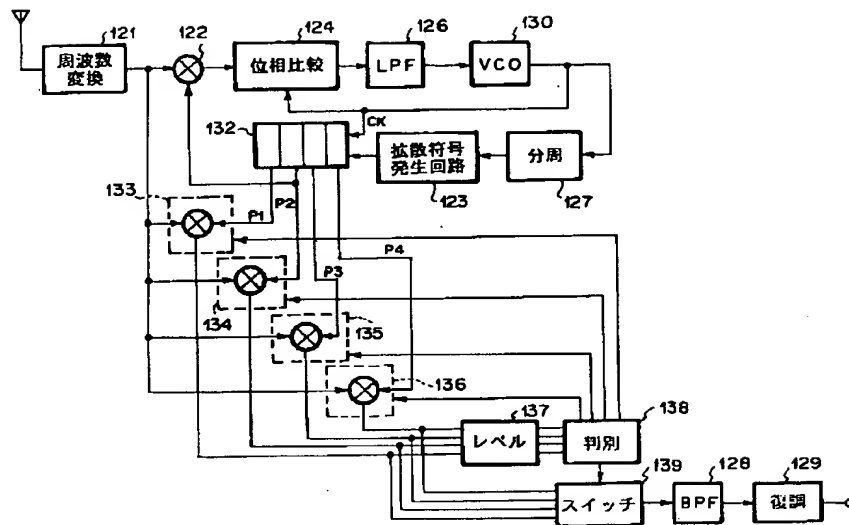 121
周波数
変換
122
124
位相比較
126
LPF
130
VCO
CK
132
拡散符号
発生回路
123
分周
127
133
P1
P2
P3
P4
134
135
136
137
レベル
138
判別
139
スイッチ
128
BPF
129
復調